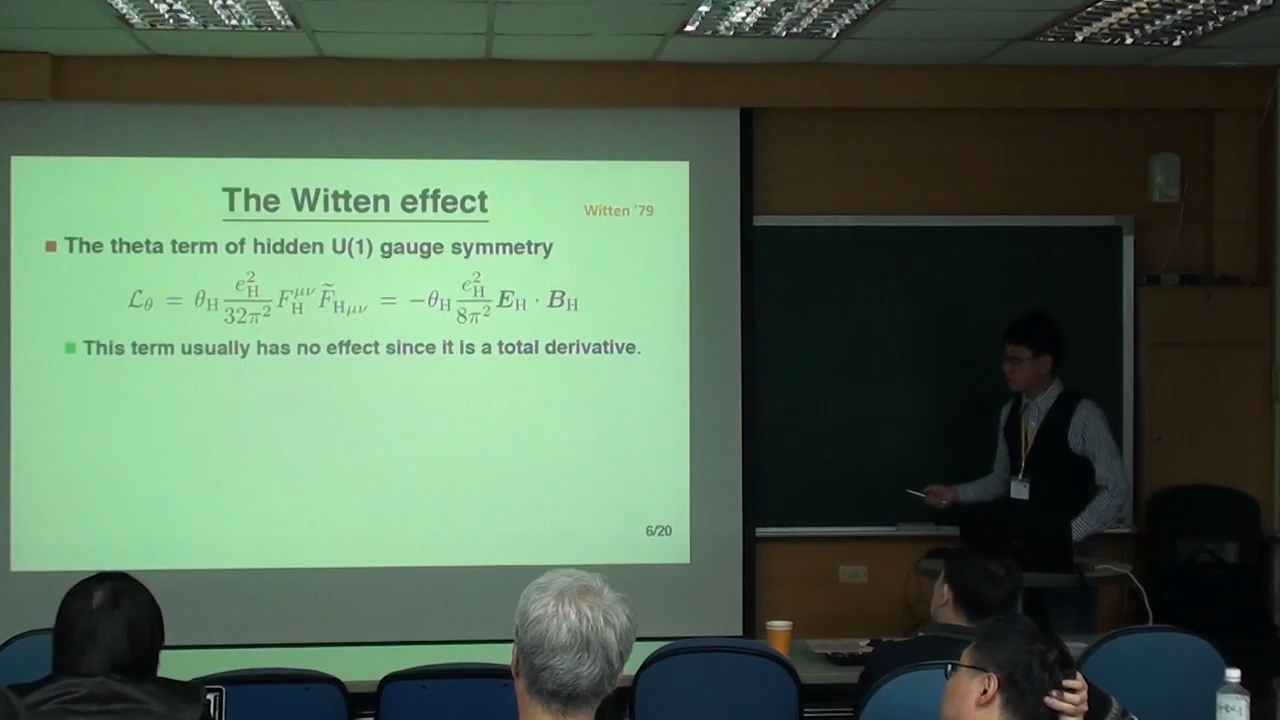 The Witten effect
Witten '79
The theta term of hidden U(1) gauge symmetry
ℒ_θ = θ_H e_H^2/32π^2 F_H^{μν} F̃_{Hμν} = −θ_H e_H^2/8π^2 E_H · B_H
This term usually has no effect since it is a total derivative.
6/20